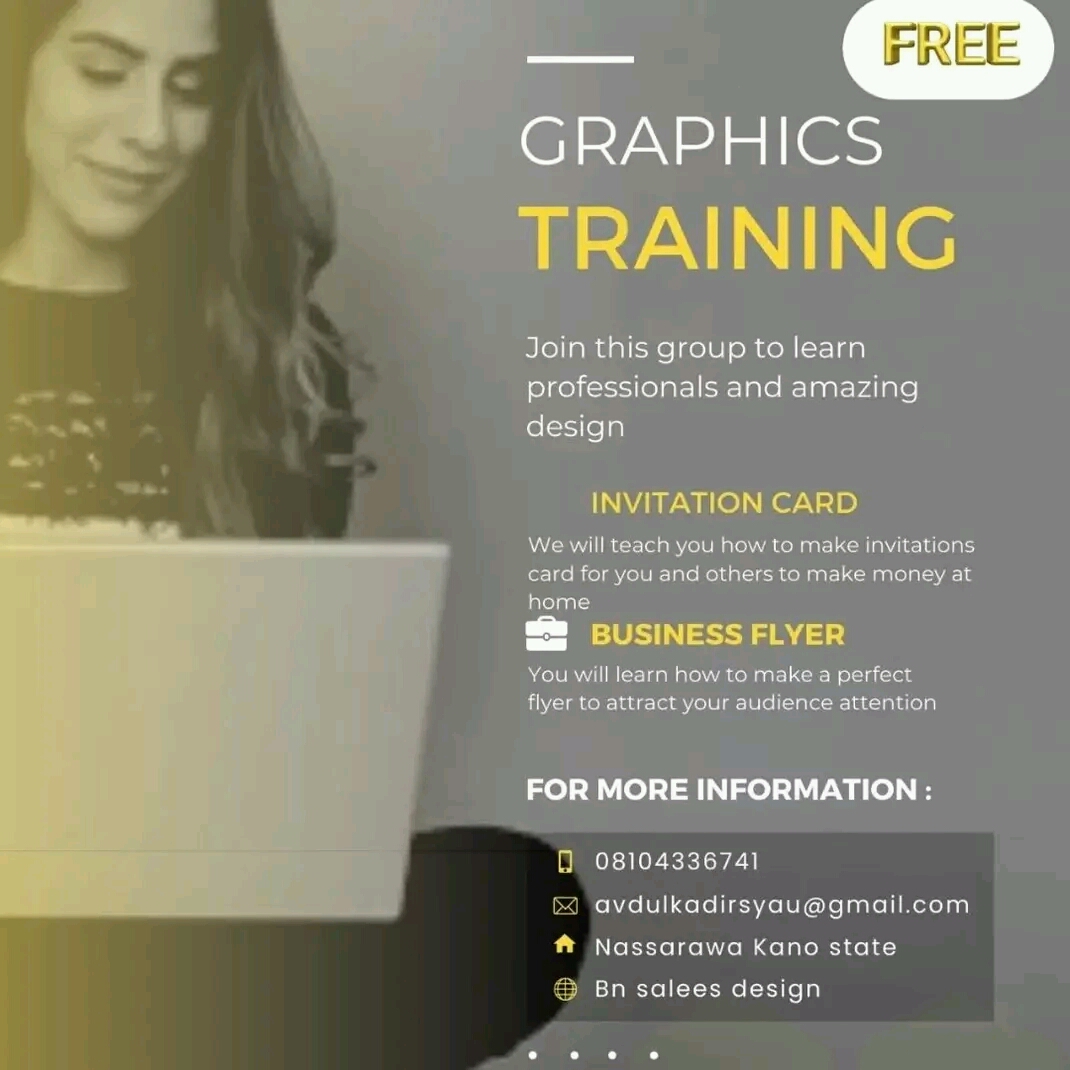 FREE
GRAPHICS
TRAINING
Join this group to learn
professionals and amazing
design
INVITATION CARD
We will teach you how to make invitations
card for you and others to make money at
home
BUSINESS FLYER
You will learn how to make a perfect
flyer to attract your audience attention
FOR MORE INFORMATION :
08104336741
avdulkadirsyau@gmail.com
Nassarawa Kano state
Bn salees design